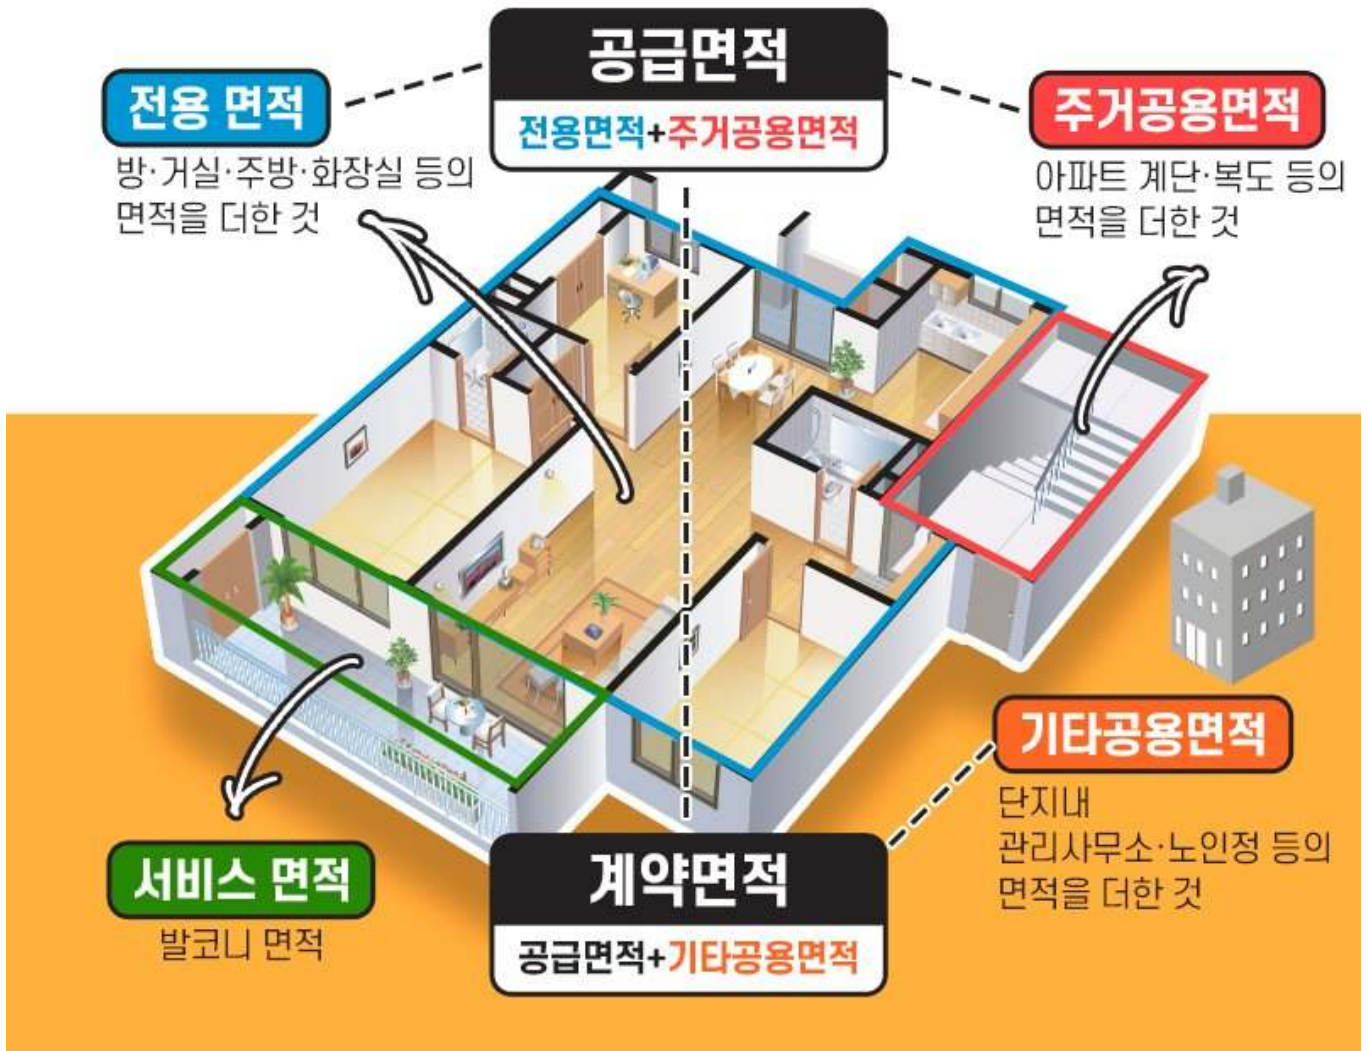 공급면적
전용면적+주거공용면적
전용 면적
방·거실·주방·화장실 등의
면적을 더한 것
주거공용면적
아파트 계단·복도 등의
면적을 더한 것
서비스 면적
발코니 면적
계약면적
공급면적+기타공용면적
기타공용면적
단지내
관리사무소·노인정 등의
면적을 더한 것